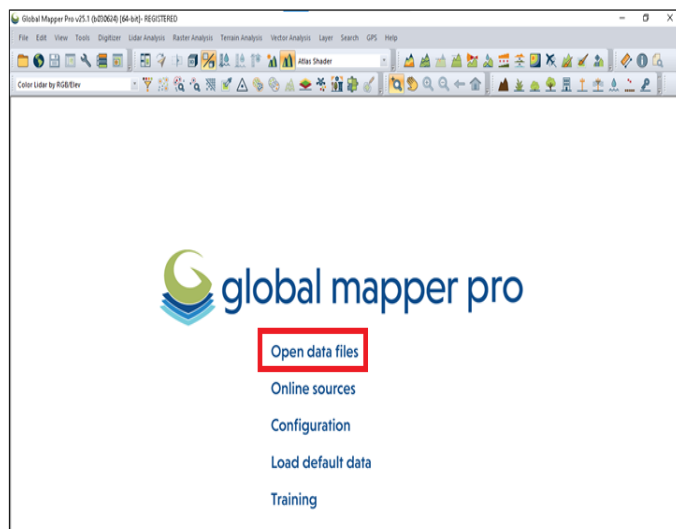 Global Mapper Pro v25.1 (b030624) [64-bit]- REGISTERED
File Edit View Tools Digitizer Lidar Analysis Raster Analysis Terrain Analysis Vector Analysis Layer Search GPS Help
Atlas Shader
Color Lidar by RGB/Elev
global mapper pro
Open data files
Online sources
Configuration
Load default data
Training